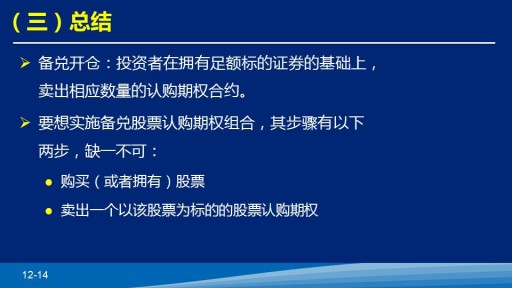 （三）总结
备兑开仓：投资者在拥有足额标的证券的基础上，
卖出相应数量的认购期权合约。
要想实施备兑股票认购期权组合，其步骤有以下
两步，缺一不可：
购买（或者拥有）股票
卖出一个以该股票为标的的股票认购期权
12-14